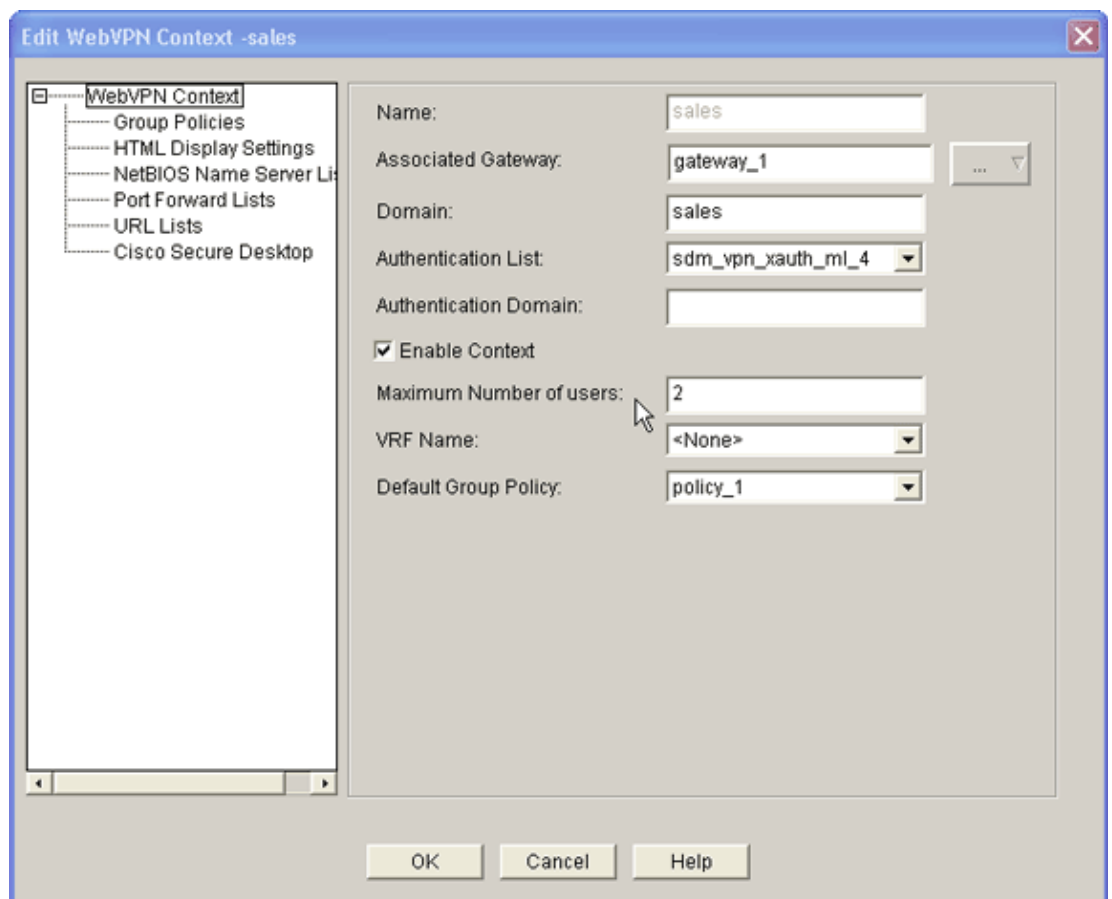 Edit WebVPN Context -sales
WebVPN Context
Group Policies
HTML Display Settings
NetBIOS Name Server Li
Port Forward Lists
URL Lists
Cisco Secure Desktop
Name: sales
Associated Gateway: gateway_1 ...
Domain: sales
Authentication List: sdm_vpn_xauth_ml_4
Authentication Domain:
Enable Context
Maximum Number of users: 2
VRF Name: <None>
Default Group Policy: policy_1
OK Cancel Help